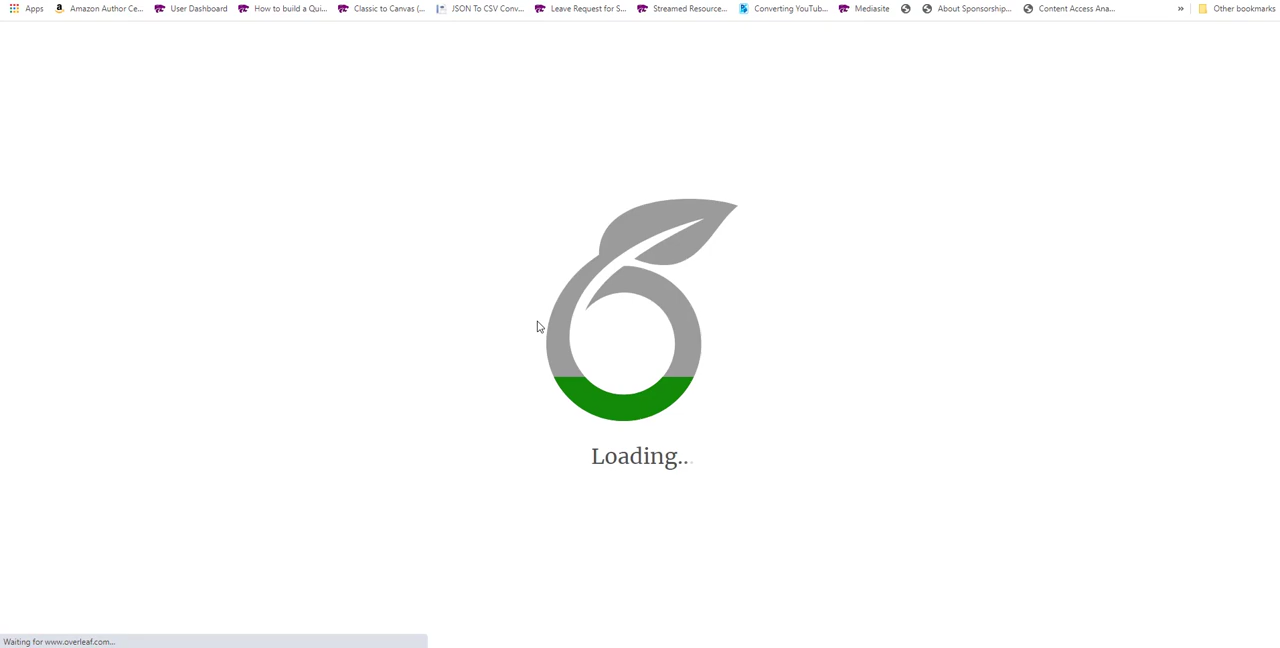 Apps Amazon Author Ce... User Dashboard How to build a Qui... Classic to Canvas (... JSON To CSV Conv... Leave Request for S... Streamed Resource... Converting YouTub... Mediasite About Sponsorship... Content Access Ana... » Other bookmarks
Loading...
Waiting for www.overleaf.com...